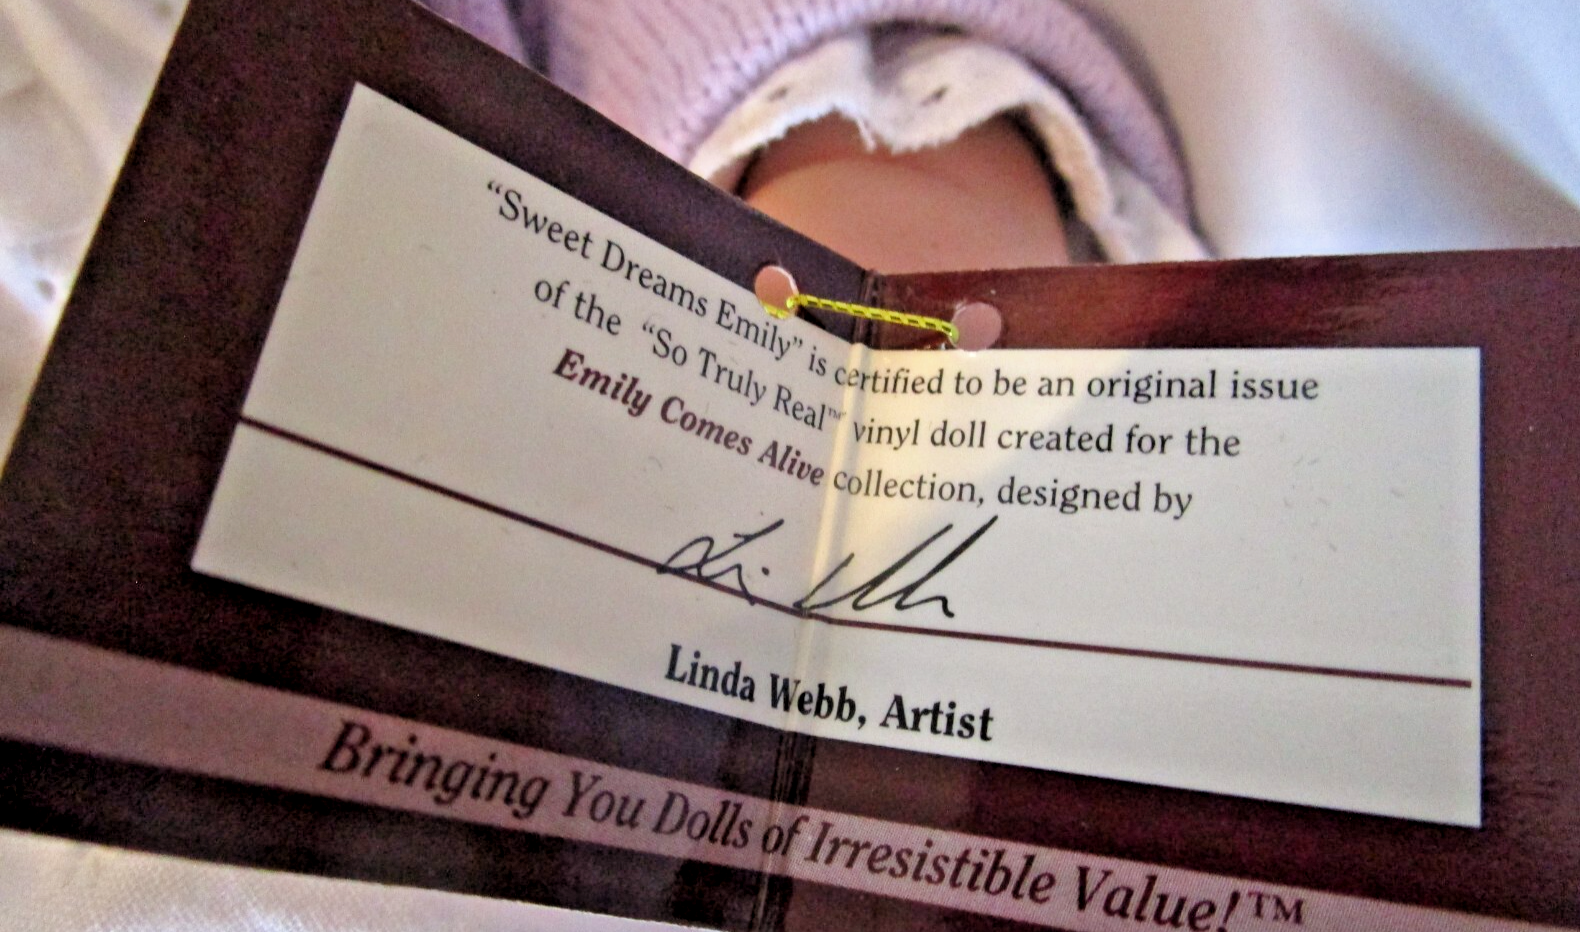 “Sweet Dreams Emily” is certified to be an original issue
of the “So Truly Real™ vinyl doll created for the
Emily Comes Alive collection, designed by
Linda Webb, Artist
Bringing You Dolls of Irresistible Value!™